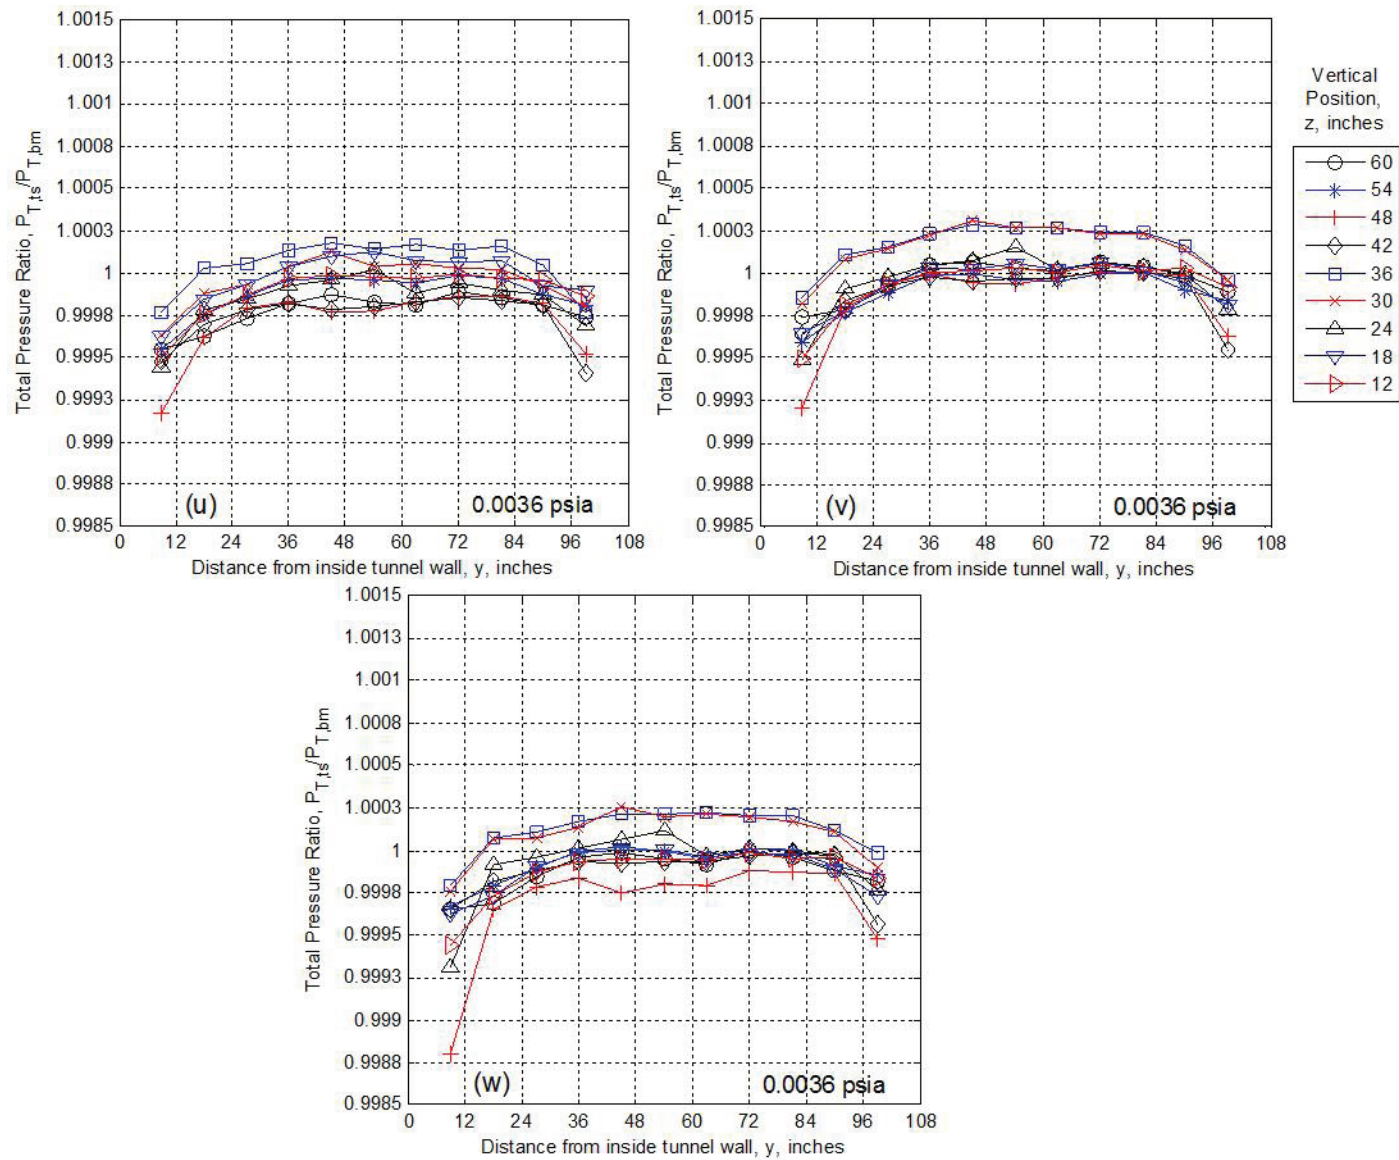 1.0015
1.0013
1.001
1.0008
1.0005
1.0003
1
0.9998
0.9995
0.9993
0.999
0.9988
0.9985
Total Pressure Ratio, P_T,ts/P_T,bm
(u)
0.0036 psia
0 12 24 36 48 60 72 84 96 108
Distance from inside tunnel wall, y, inches
1.0015
1.0013
1.001
1.0008
1.0005
1.0003
1
0.9998
0.9995
0.9993
0.999
0.9988
0.9985
Total Pressure Ratio, P_T,ts/P_T,bm
(v)
0.0036 psia
0 12 24 36 48 60 72 84 96 108
Distance from inside tunnel wall, y, inches
Vertical
Position,
z, inches
60
54
48
42
36
30
24
18
12
1.0015
1.0013
1.001
1.0008
1.0005
1.0003
1
0.9998
0.9995
0.9993
0.999
0.9988
0.9985
Total Pressure Ratio, P_T,ts/P_T,bm
(w)
0.0036 psia
0 12 24 36 48 60 72 84 96 108
Distance from inside tunnel wall, y, inches